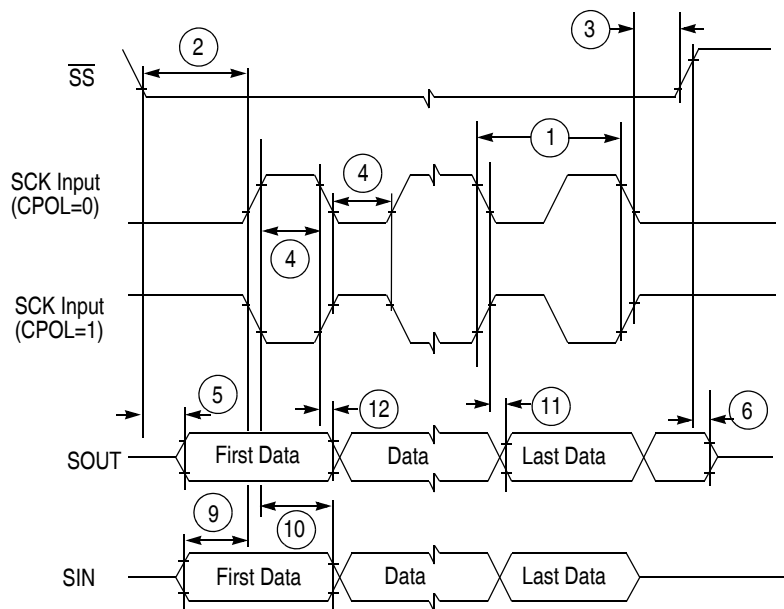 2
3
SS
1
SCK Input
(CPOL=0)
4
4
SCK Input
(CPOL=1)
5
12
11
6
SOUT
First Data
Data
Last Data
9
10
SIN
First Data
Data
Last Data